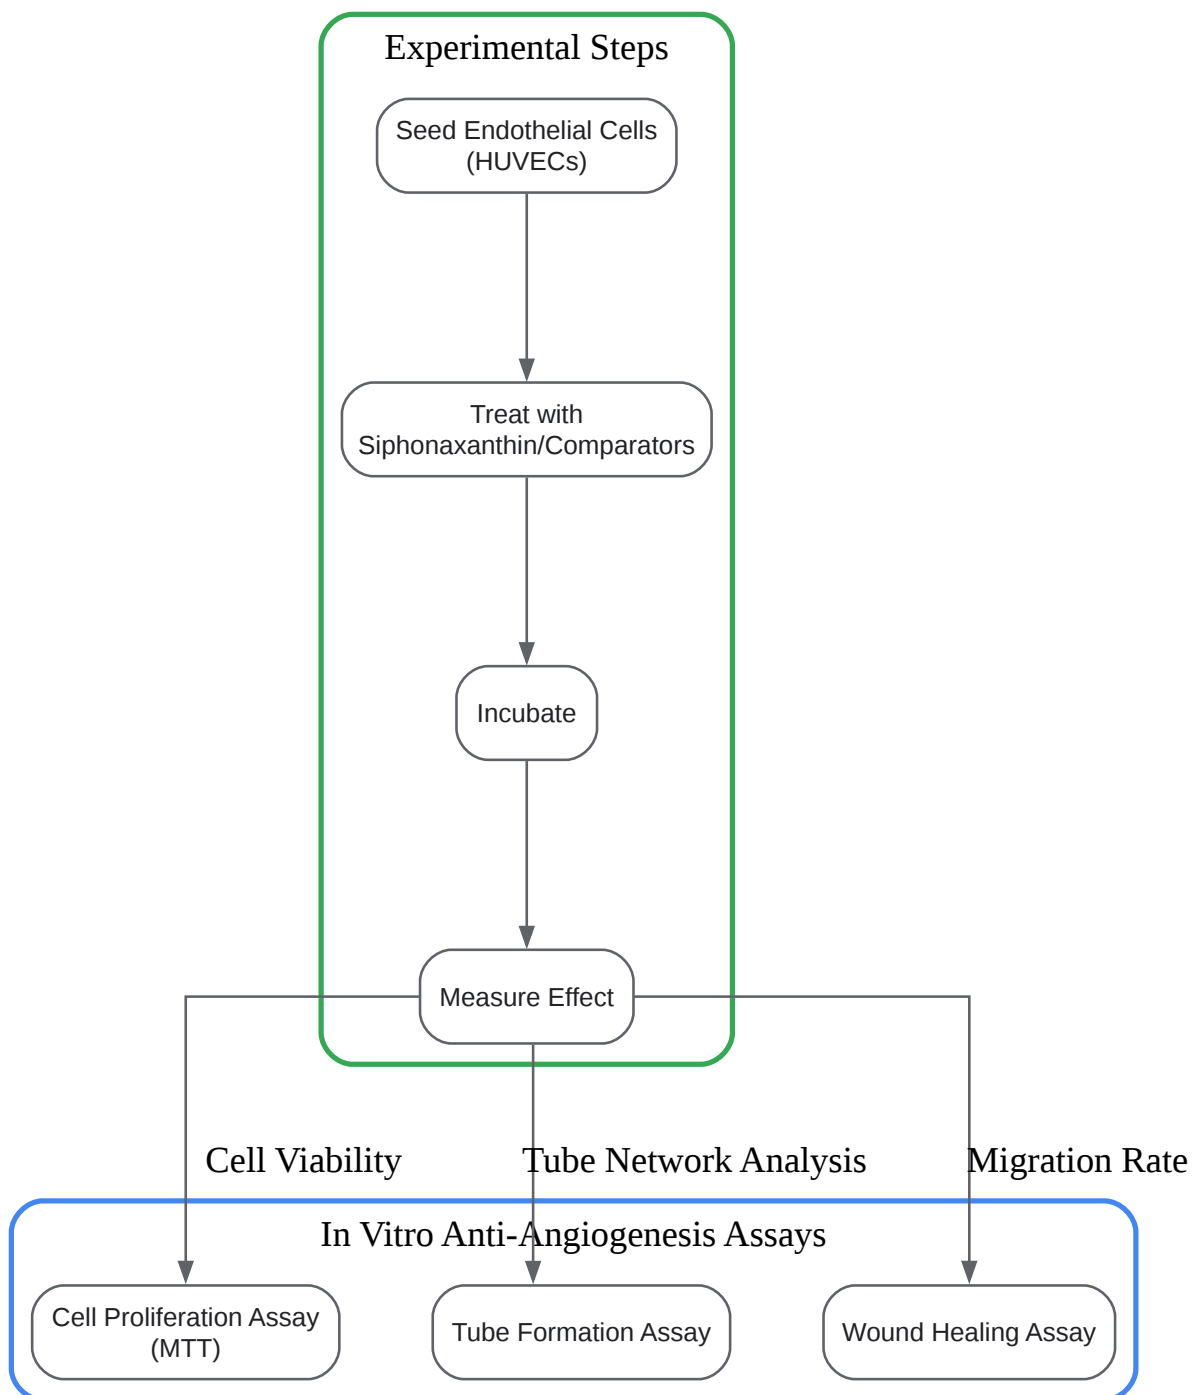 Experimental Steps
Seed Endothelial Cells
(HUVECs)
Treat with
Siphonaxanthin/Comparators
Incubate
Measure Effect
Cell Viability
Tube Network Analysis
Migration Rate
In Vitro Anti-Angiogenesis Assays
Cell Proliferation Assay
(MTT)
Tube Formation Assay
Wound Healing Assay